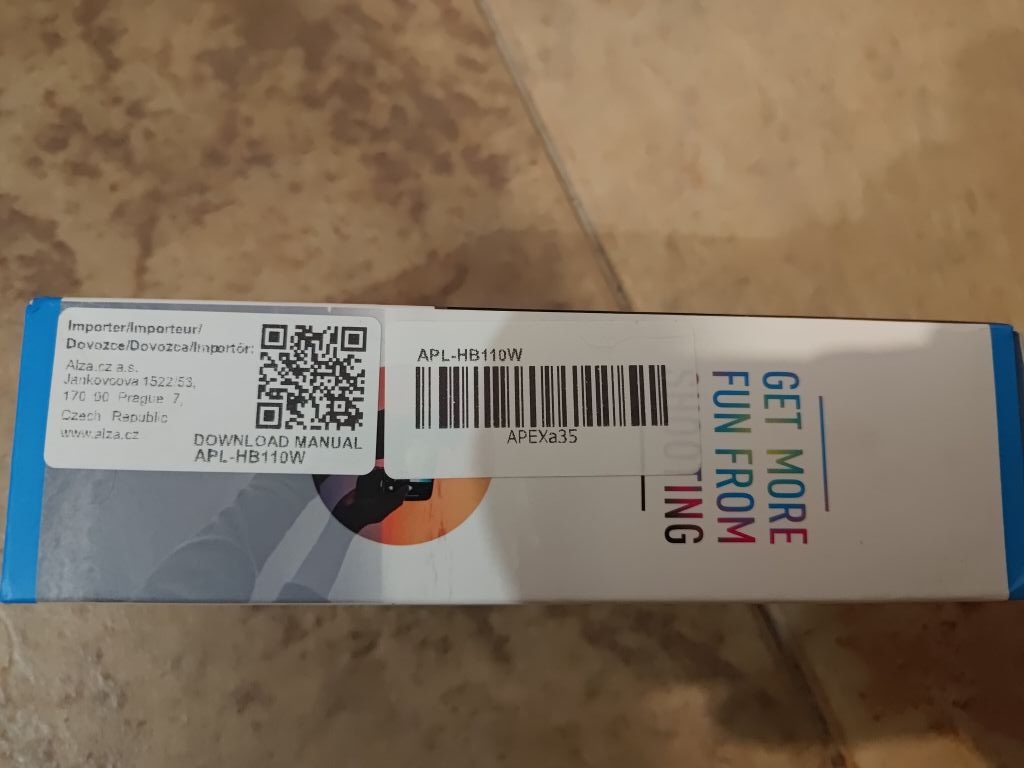 Importer/Importeur/
Dovozce/Dovozca/Importőr:
Alza.cz a.s.
Jankovcova 1522/53,
170 00 Prague 7,
Czech Republic
www.alza.cz
DOWNLOAD MANUAL
APL-HB110W
APL-HB110W
APEXa35
GET MORE
FUN FROM
SHOOTING